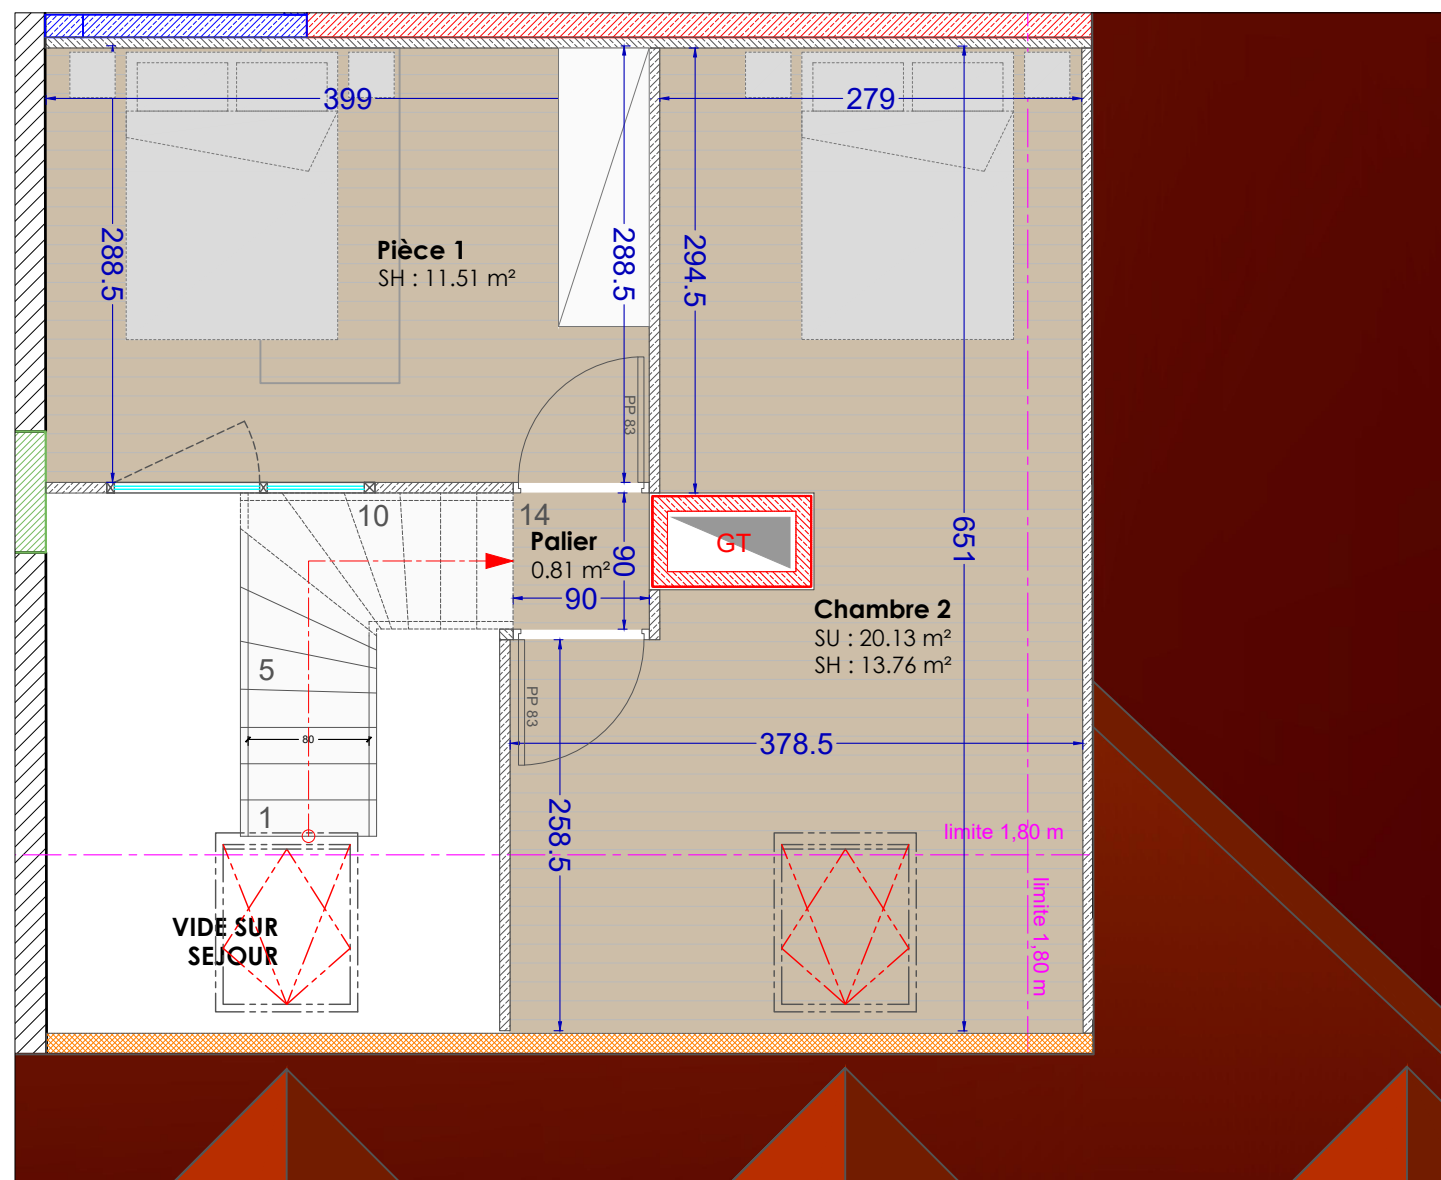 399
279
288.5
288.5
294.5
Pièce 1
SH : 11.51 m²
PP 83
10
14
Palier
0.81 m²
90
90
GT
651
Chambre 2
SU : 20.13 m²
SH : 13.76 m²
5
PP 83
80
378.5
1
258.5
limite 1,80 m
limite 1,80 m
VIDE SUR
SEJOUR